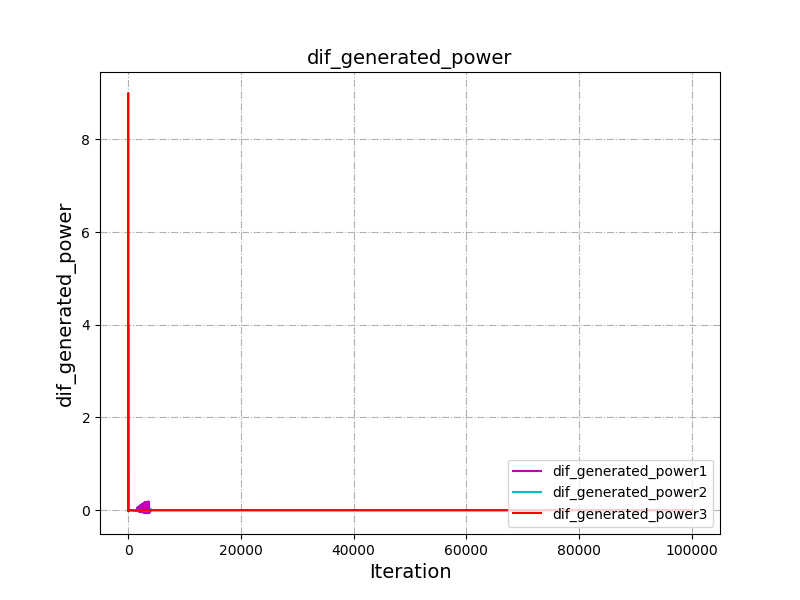 dif_generated_power
dif_generated_power
8
6
4
2
0
0 20000 40000 60000 80000 100000
Iteration
dif_generated_power1
dif_generated_power2
dif_generated_power3